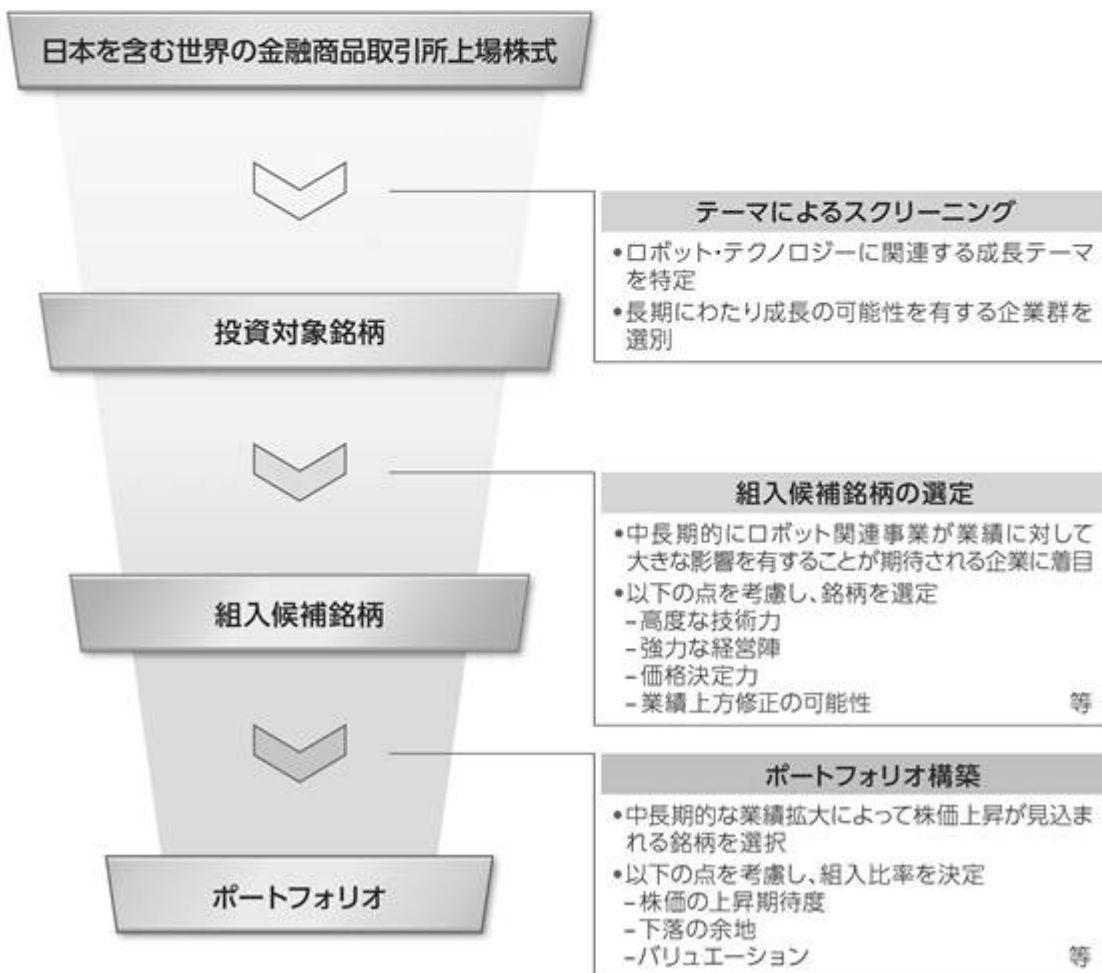 日本を含む世界の金融商品取引所上場株式
テーマによるスクリーニング
•ロボット・テクノロジーに関連する成長テーマ
を特定
•長期にわたり成長の可能性を有する企業群を
選別
投資対象銘柄
組入候補銘柄の選定
•中長期的にロボット関連事業が業績に対して
大きな影響を有することが期待される企業に着目
•以下の点を考慮し、銘柄を選定
−高度な技術力
−強力な経営陣
−価格決定力
−業績上方修正の可能性 等
組入候補銘柄
ポートフォリオ構築
•中長期的な業績拡大によって株価上昇が見込ま
れる銘柄を選択
•以下の点を考慮し、組入比率を決定
−株価の上昇期待度
−下落の余地
−バリュエーション 等
ポートフォリオ